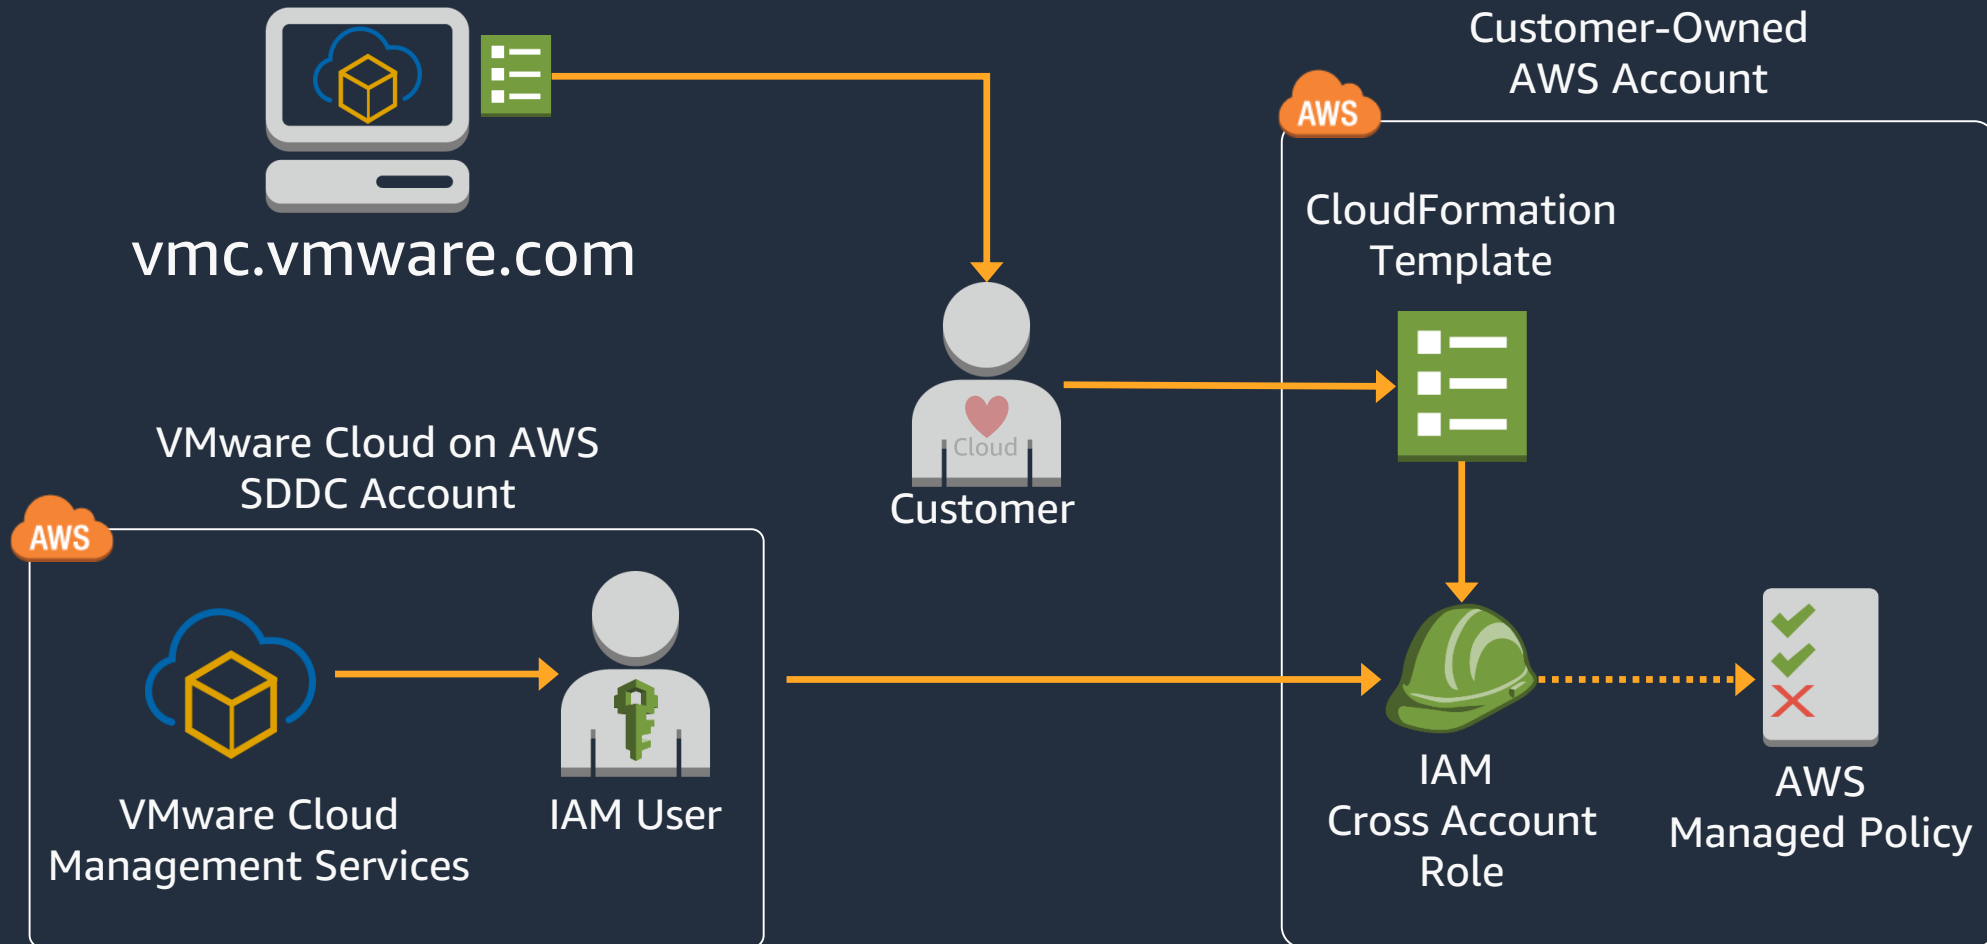 Customer-Owned
AWS Account
AWS
vmc.vmware.com
CloudFormation
Template
Cloud
Customer
VMware Cloud on AWS
SDDC Account
AWS
VMware Cloud
Management Services
IAM User
IAM
Cross Account
Role
AWS
Managed Policy